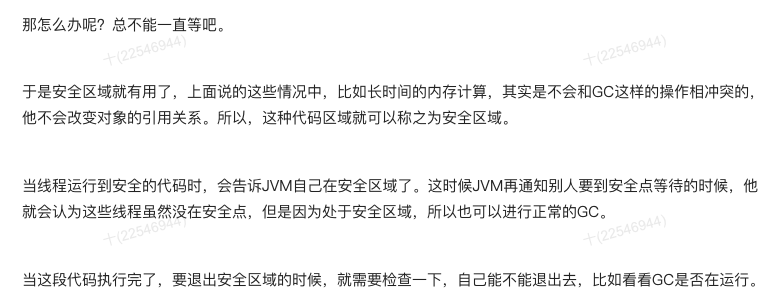 那怎么办呢？总不能一直等吧。
十(22546944)
十(22546944)
于是安全区域就有用了，上面说的这些情况中，比如长时间的内存计算，其实是不会和GC这样的操作相冲突的，
他不会改变对象的引用关系。所以，这种代码区域就可以称之为安全区域。
当线程运行到安全的代码时，会告诉JVM自己在安全区域了。这时候JVM再通知别人要到安全点等待的时候，他
就会认为这些线程虽然没在安全点，但是因为处于安全区域，所以也可以进行正常的GC。
十(22546944)
十(22546944)
当这段代码执行完了，要退出安全区域的时候，就需要检查一下，自己能不能退出去，比如看看GC是否在运行。